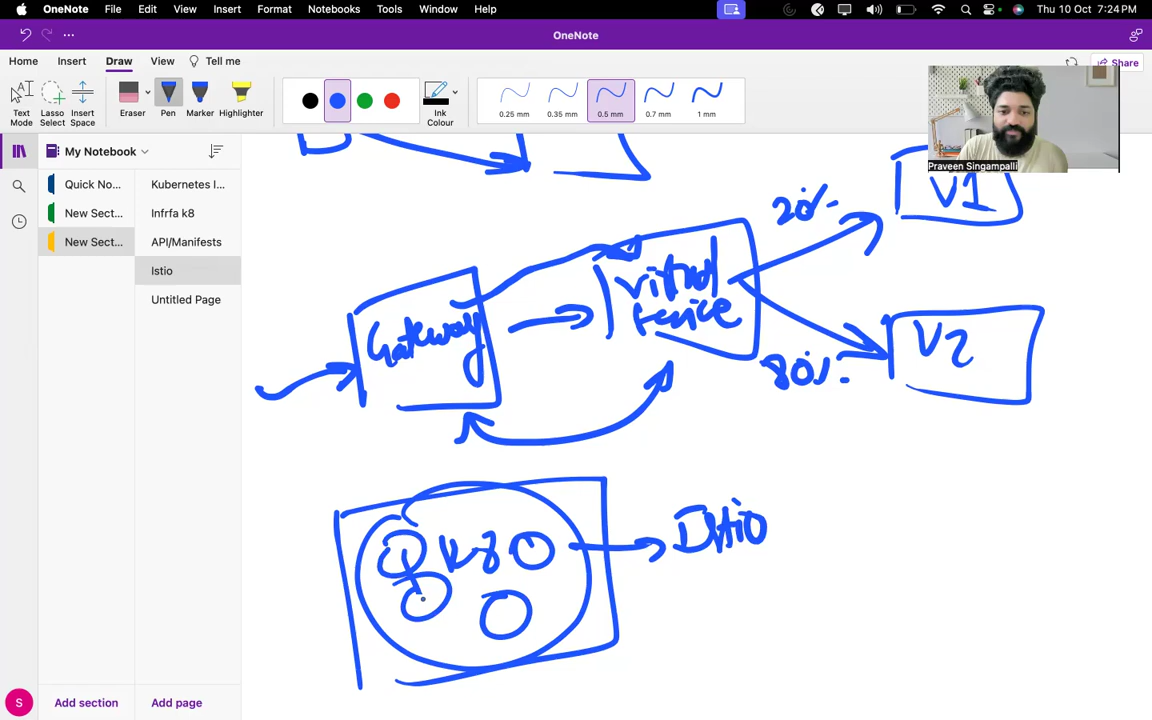 OneNote File Edit View Insert Format Notebooks Tools Window Help Thu 10 Oct 7:24 PM
OneNote
Home Insert Draw View Tell me Share
Text Mode Lasso Select Insert Space Eraser Pen Marker Highlighter Ink Colour 0.25 mm 0.35 mm 0.5 mm 0.7 mm 1 mm
Praveen Singampalli
My Notebook
Quick No... Kubernetes I...
New Sect... Infrfa k8
New Sect... API/Manifests
Istio
Untitled Page
V1
20%
Gateway
Virtual
Service
V2
80%
K8
Istio
S Add section Add page